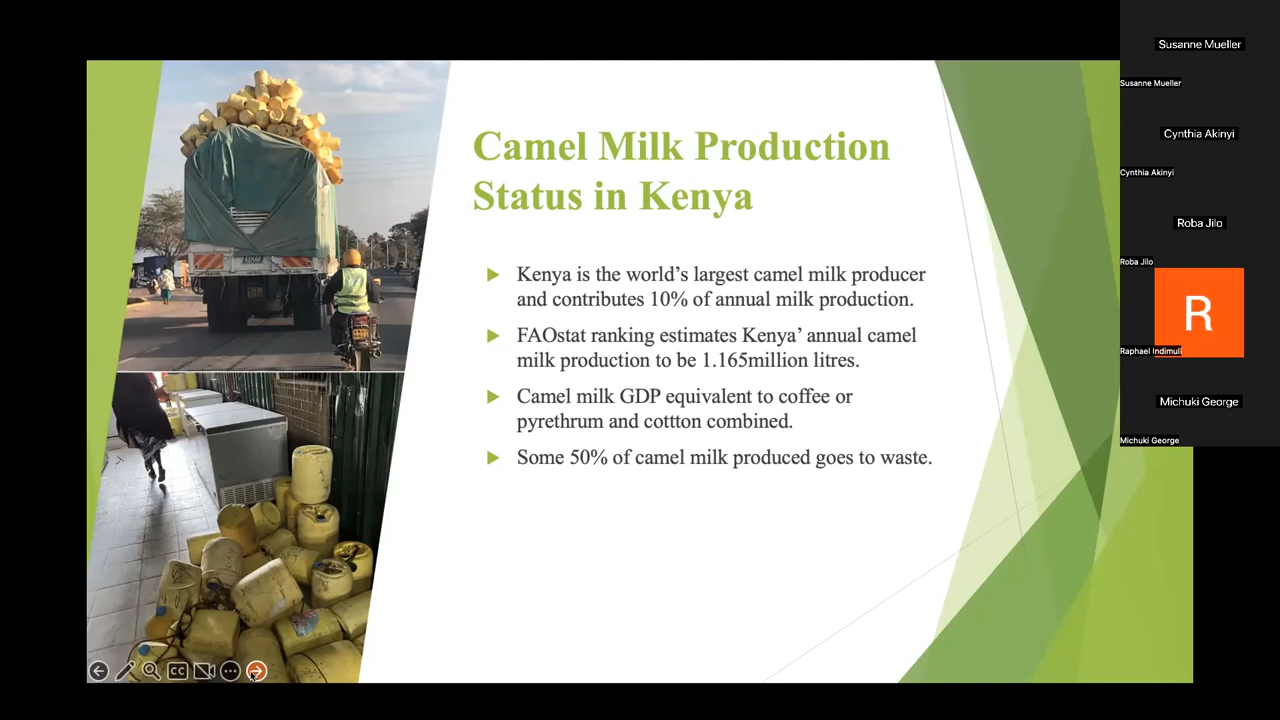 Camel Milk Production
Status in Kenya
Kenya is the world's largest camel milk producer
and contributes 10% of annual milk production.
FAOstat ranking estimates Kenya' annual camel
milk production to be 1.165million litres.
Camel milk GDP equivalent to coffee or
pyrethrum and cottton combined.
Some 50% of camel milk produced goes to waste.
CC
Susanne Mueller
Susanne Mueller
Cynthia Akinyi
Cynthia Akinyi
Roba Jilo
Roba Jilo
R
Raphael Indimuli
Michuki George
Michuki George